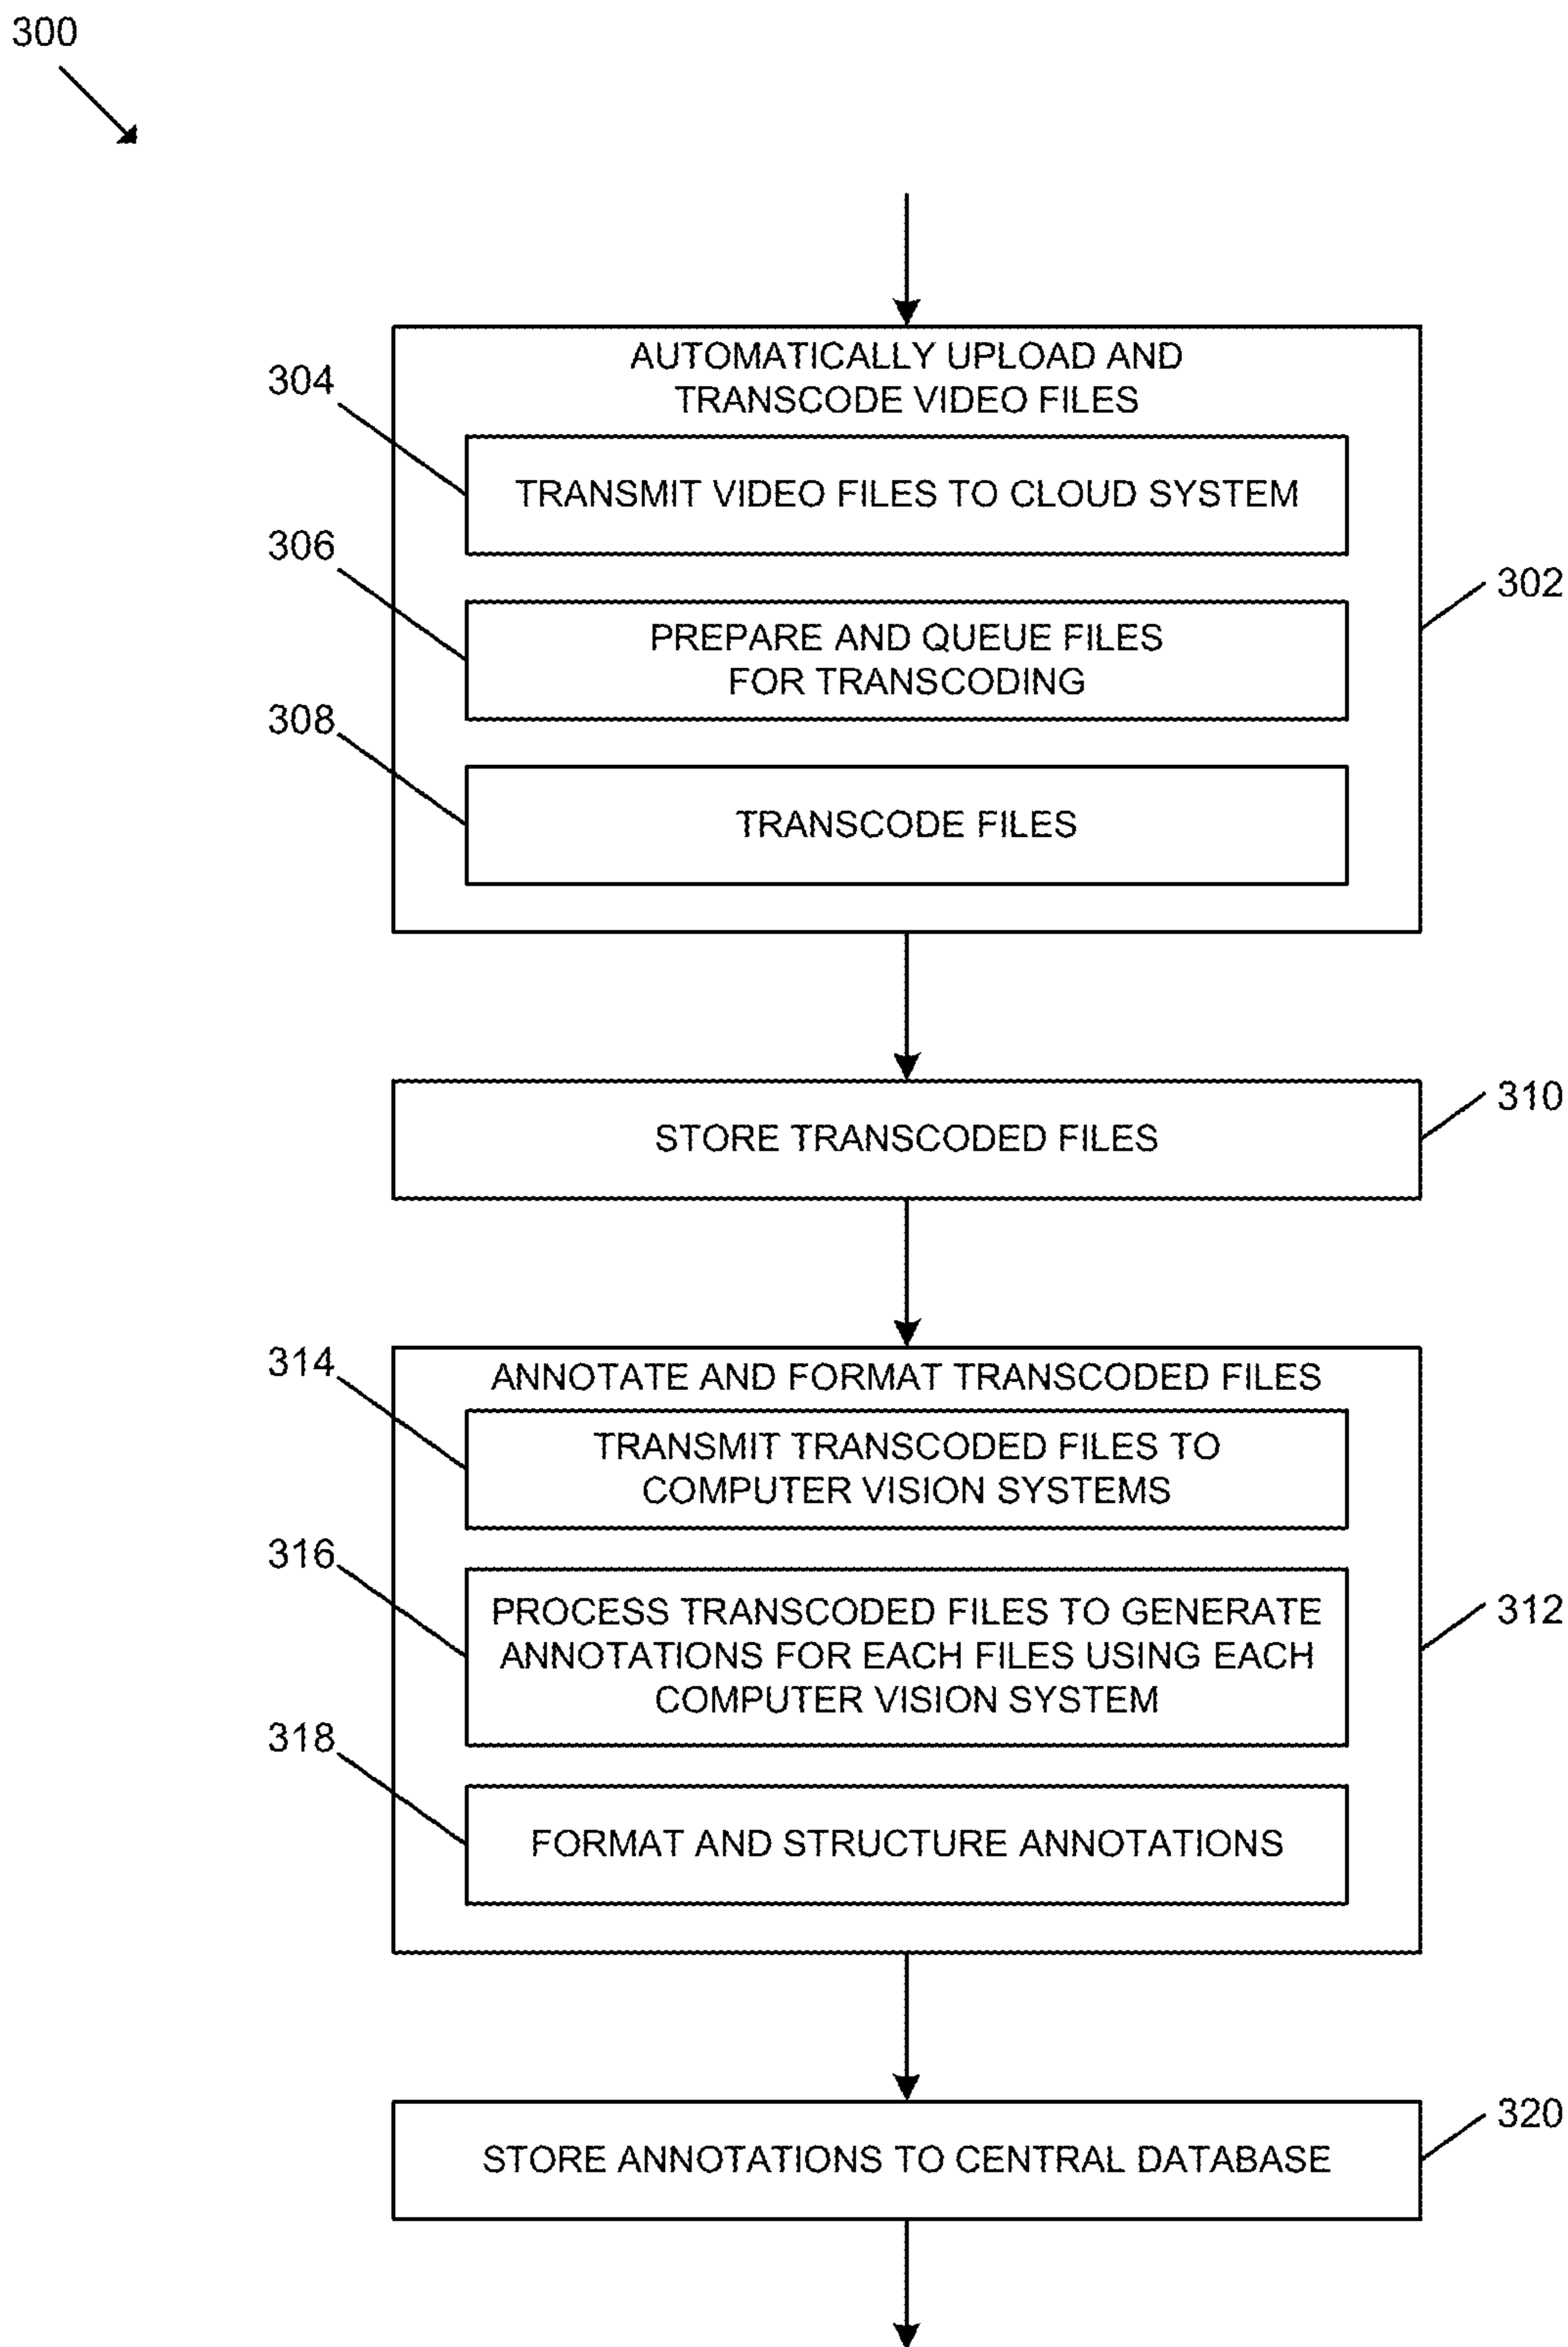 300
AUTOMATICALLY UPLOAD AND
TRANSCODE VIDEO FILES
304
TRANSMIT VIDEO FILES TO CLOUD SYSTEM
306
PREPARE AND QUEUE FILES
FOR TRANSCODING
302
308
TRANSCODE FILES
310
STORE TRANSCODED FILES
314
ANNOTATE AND FORMAT TRANSCODED FILES
TRANSMIT TRANSCODED FILES TO
COMPUTER VISION SYSTEMS
316
PROCESS TRANSCODED FILES TO GENERATE
ANNOTATIONS FOR EACH FILES USING EACH
COMPUTER VISION SYSTEM
312
318
FORMAT AND STRUCTURE ANNOTATIONS
320
STORE ANNOTATIONS TO CENTRAL DATABASE